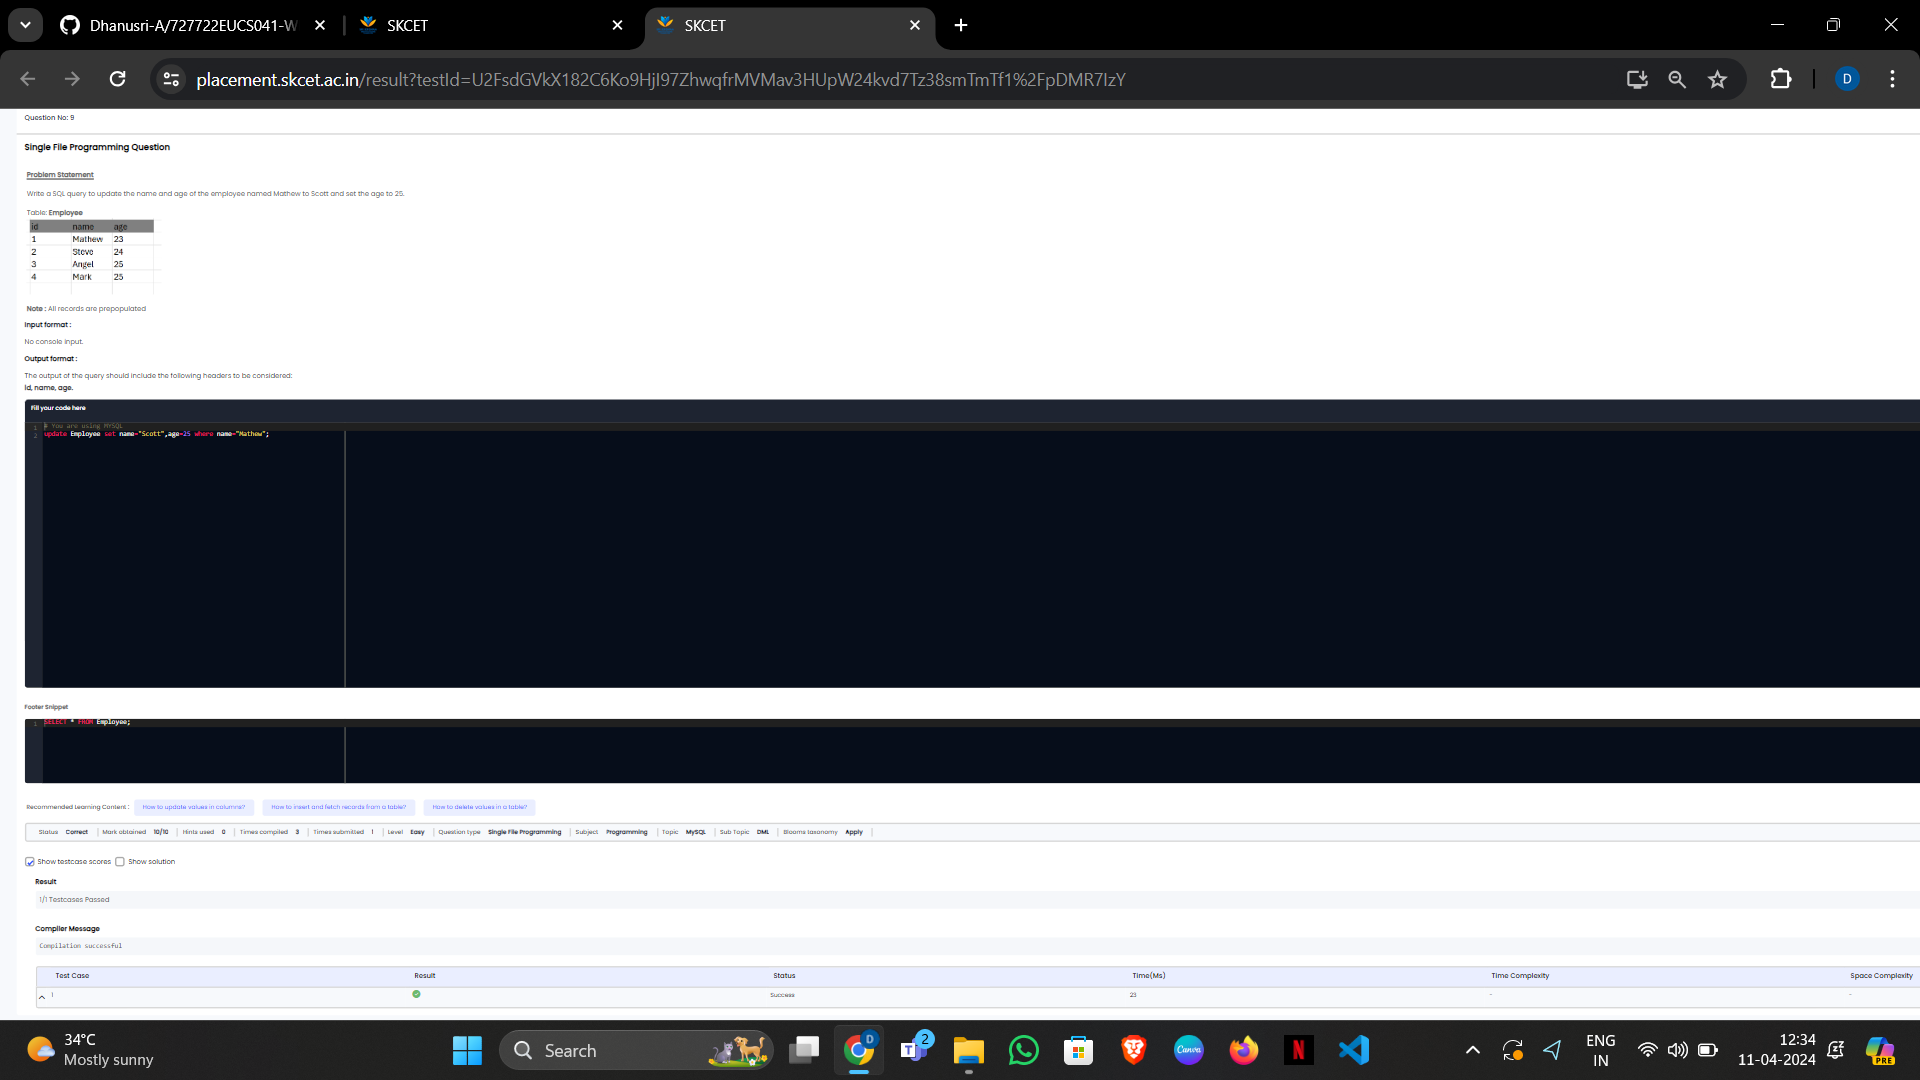 Dhanusri-A/727722EUCS041-W
SKCET
SKCET
placement.skcet.ac.in/result?testId=U2FsdGVkX182C6Ko9HjI97ZhwqfrMVMav3HUpW24kvd7Tz38smTmTf1%2FpDMR7IzY
D
Question No: 9
Single File Programming Question
Problem Statement
Write a SQL query to update the name and age of the employee named Mathew to Scott and set the age to 25.
Table: Employee
id name age
1 Mathew 23
2 Steve 24
3 Angel 25
4 Mark 25
Note : All records are prepopulated
Input format :
No console input.
Output format :
The output of the query should include the following headers to be considered:
id, name, age.
Fill your code here
1 # You are using MYSQL
2 update Employee set name="Scott",age=25 where name="Mathew";
Footer Snippet
1 SELECT * FROM Employee;
Recommended Learning Content : How to update values in columns? How to insert and fetch records from a table? How to delete values in a table?
Status Correct | Mark obtained 10/10 | Hints used 0 | Times compiled 3 | Times submitted 1 | Level Easy | Question type Single File Programming | Subject Programming | Topic MySQL | Sub Topic DML | Blooms taxonomy Apply |
Show testcase scores Show solution
Result
1/1 Testcases Passed
Compiler Message
Compilation successful
Test Case Result Status Time(Ms) Time Complexity Space Complexity
1 Success 23 - -
34°C
Mostly sunny
Search
D
T
2
Canva
N
PRE
ENG
IN
12:34
11-04-2024